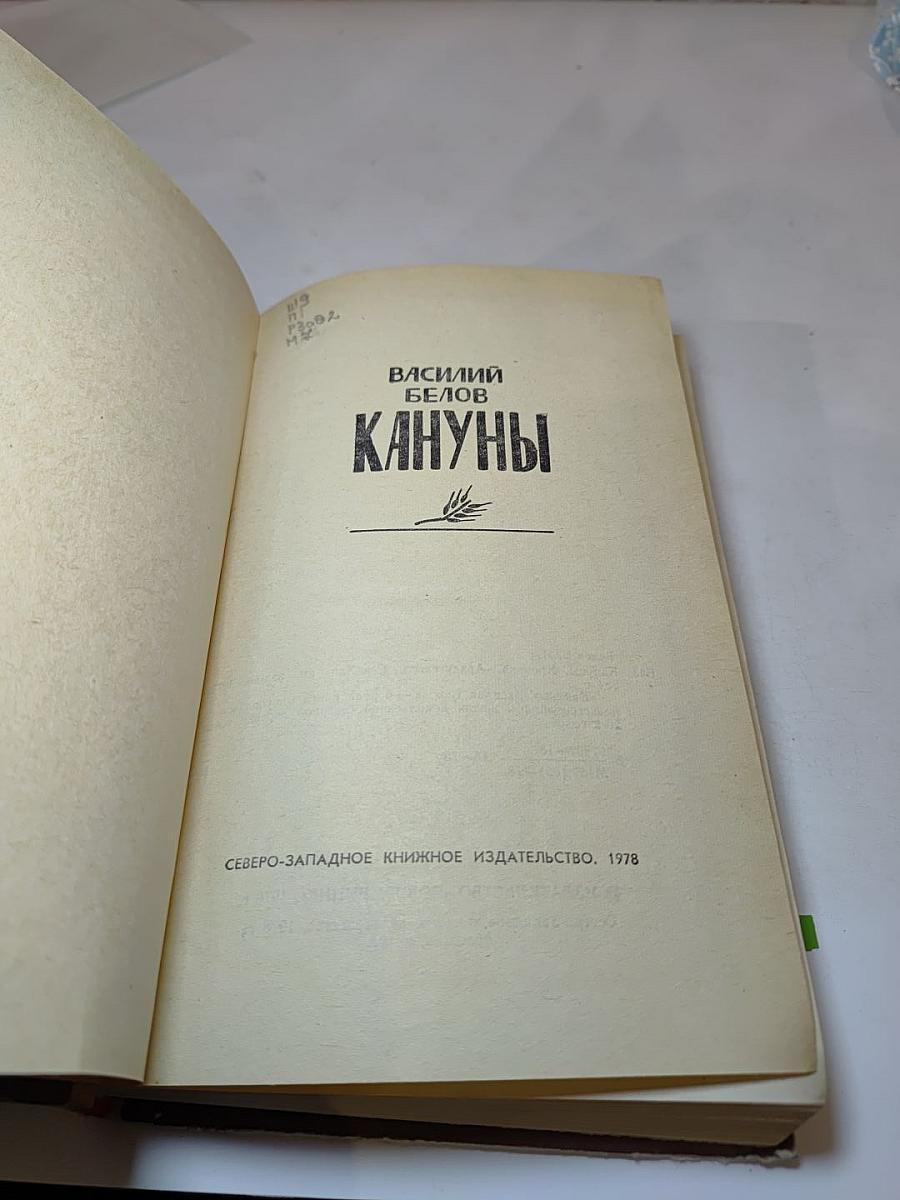 ВАСИЛИЙ
БЕЛОВ
КАНУНЫ
СЕВЕРО-ЗАПАДНОЕ КНИЖНОЕ ИЗДАТЕЛЬСТВО, 1978